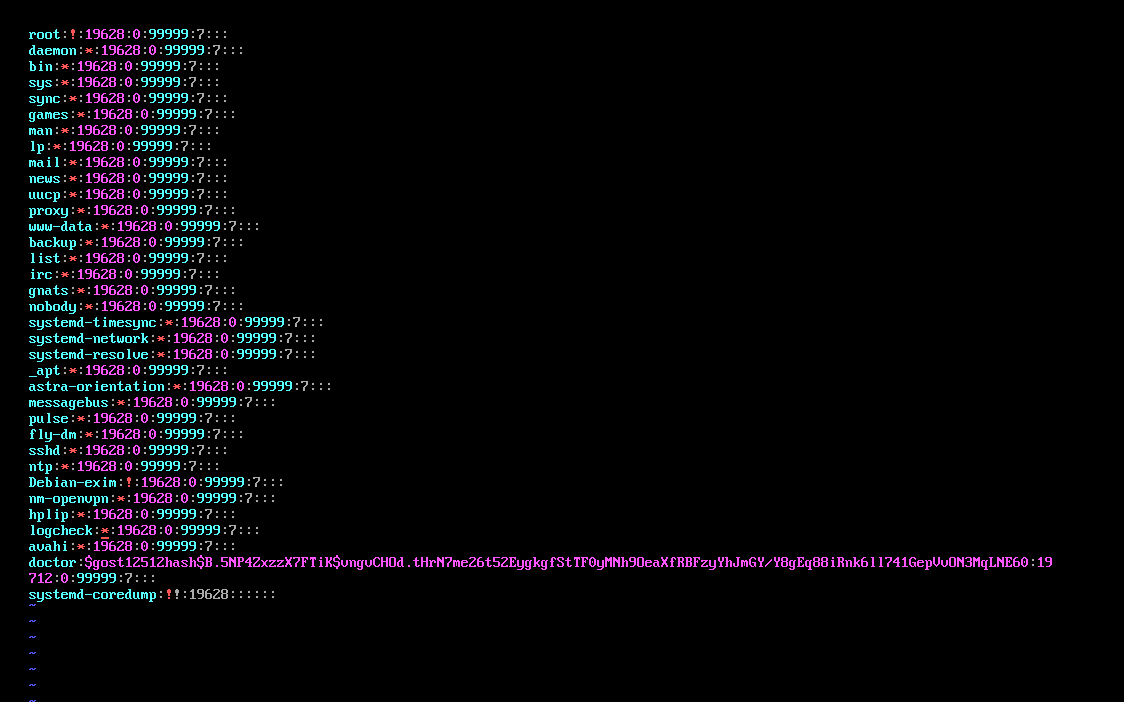 root:!:19628:0:99999:7:::
daemon:*:19628:0:99999:7:::
bin:*:19628:0:99999:7:::
sys:*:19628:0:99999:7:::
sync:*:19628:0:99999:7:::
games:*:19628:0:99999:7:::
man:*:19628:0:99999:7:::
lp:*:19628:0:99999:7:::
mail:*:19628:0:99999:7:::
news:*:19628:0:99999:7:::
uucp:*:19628:0:99999:7:::
proxy:*:19628:0:99999:7:::
www-data:*:19628:0:99999:7:::
backup:*:19628:0:99999:7:::
list:*:19628:0:99999:7:::
irc:*:19628:0:99999:7:::
gnats:*:19628:0:99999:7:::
nobody:*:19628:0:99999:7:::
systemd-timesync:*:19628:0:99999:7:::
systemd-network:*:19628:0:99999:7:::
systemd-resolve:*:19628:0:99999:7:::
_apt:*:19628:0:99999:7:::
astra-orientation:*:19628:0:99999:7:::
messagebus:*:19628:0:99999:7:::
pulse:*:19628:0:99999:7:::
fly-dm:*:19628:0:99999:7:::
sshd:*:19628:0:99999:7:::
ntp:*:19628:0:99999:7:::
Debian-exim:!:19628:0:99999:7:::
nm-openvpn:*:19628:0:99999:7:::
hplip:*:19628:0:99999:7:::
logcheck:*:19628:0:99999:7:::
avahi:*:19628:0:99999:7:::
doctor:$gost12512hash$B.5NP4ZxzzX7FTiK$vngvCHOd.tHrN7me26t52EygkgfStTF0yMNh9OeaXfRBFzyYhJmGY/Y8gEq88iRnk6ll741GepVvON3MqLNE60:19
712:0:99999:7:::
systemd-coredump:!!:19628::::::
~
~
~
~
~
~
~